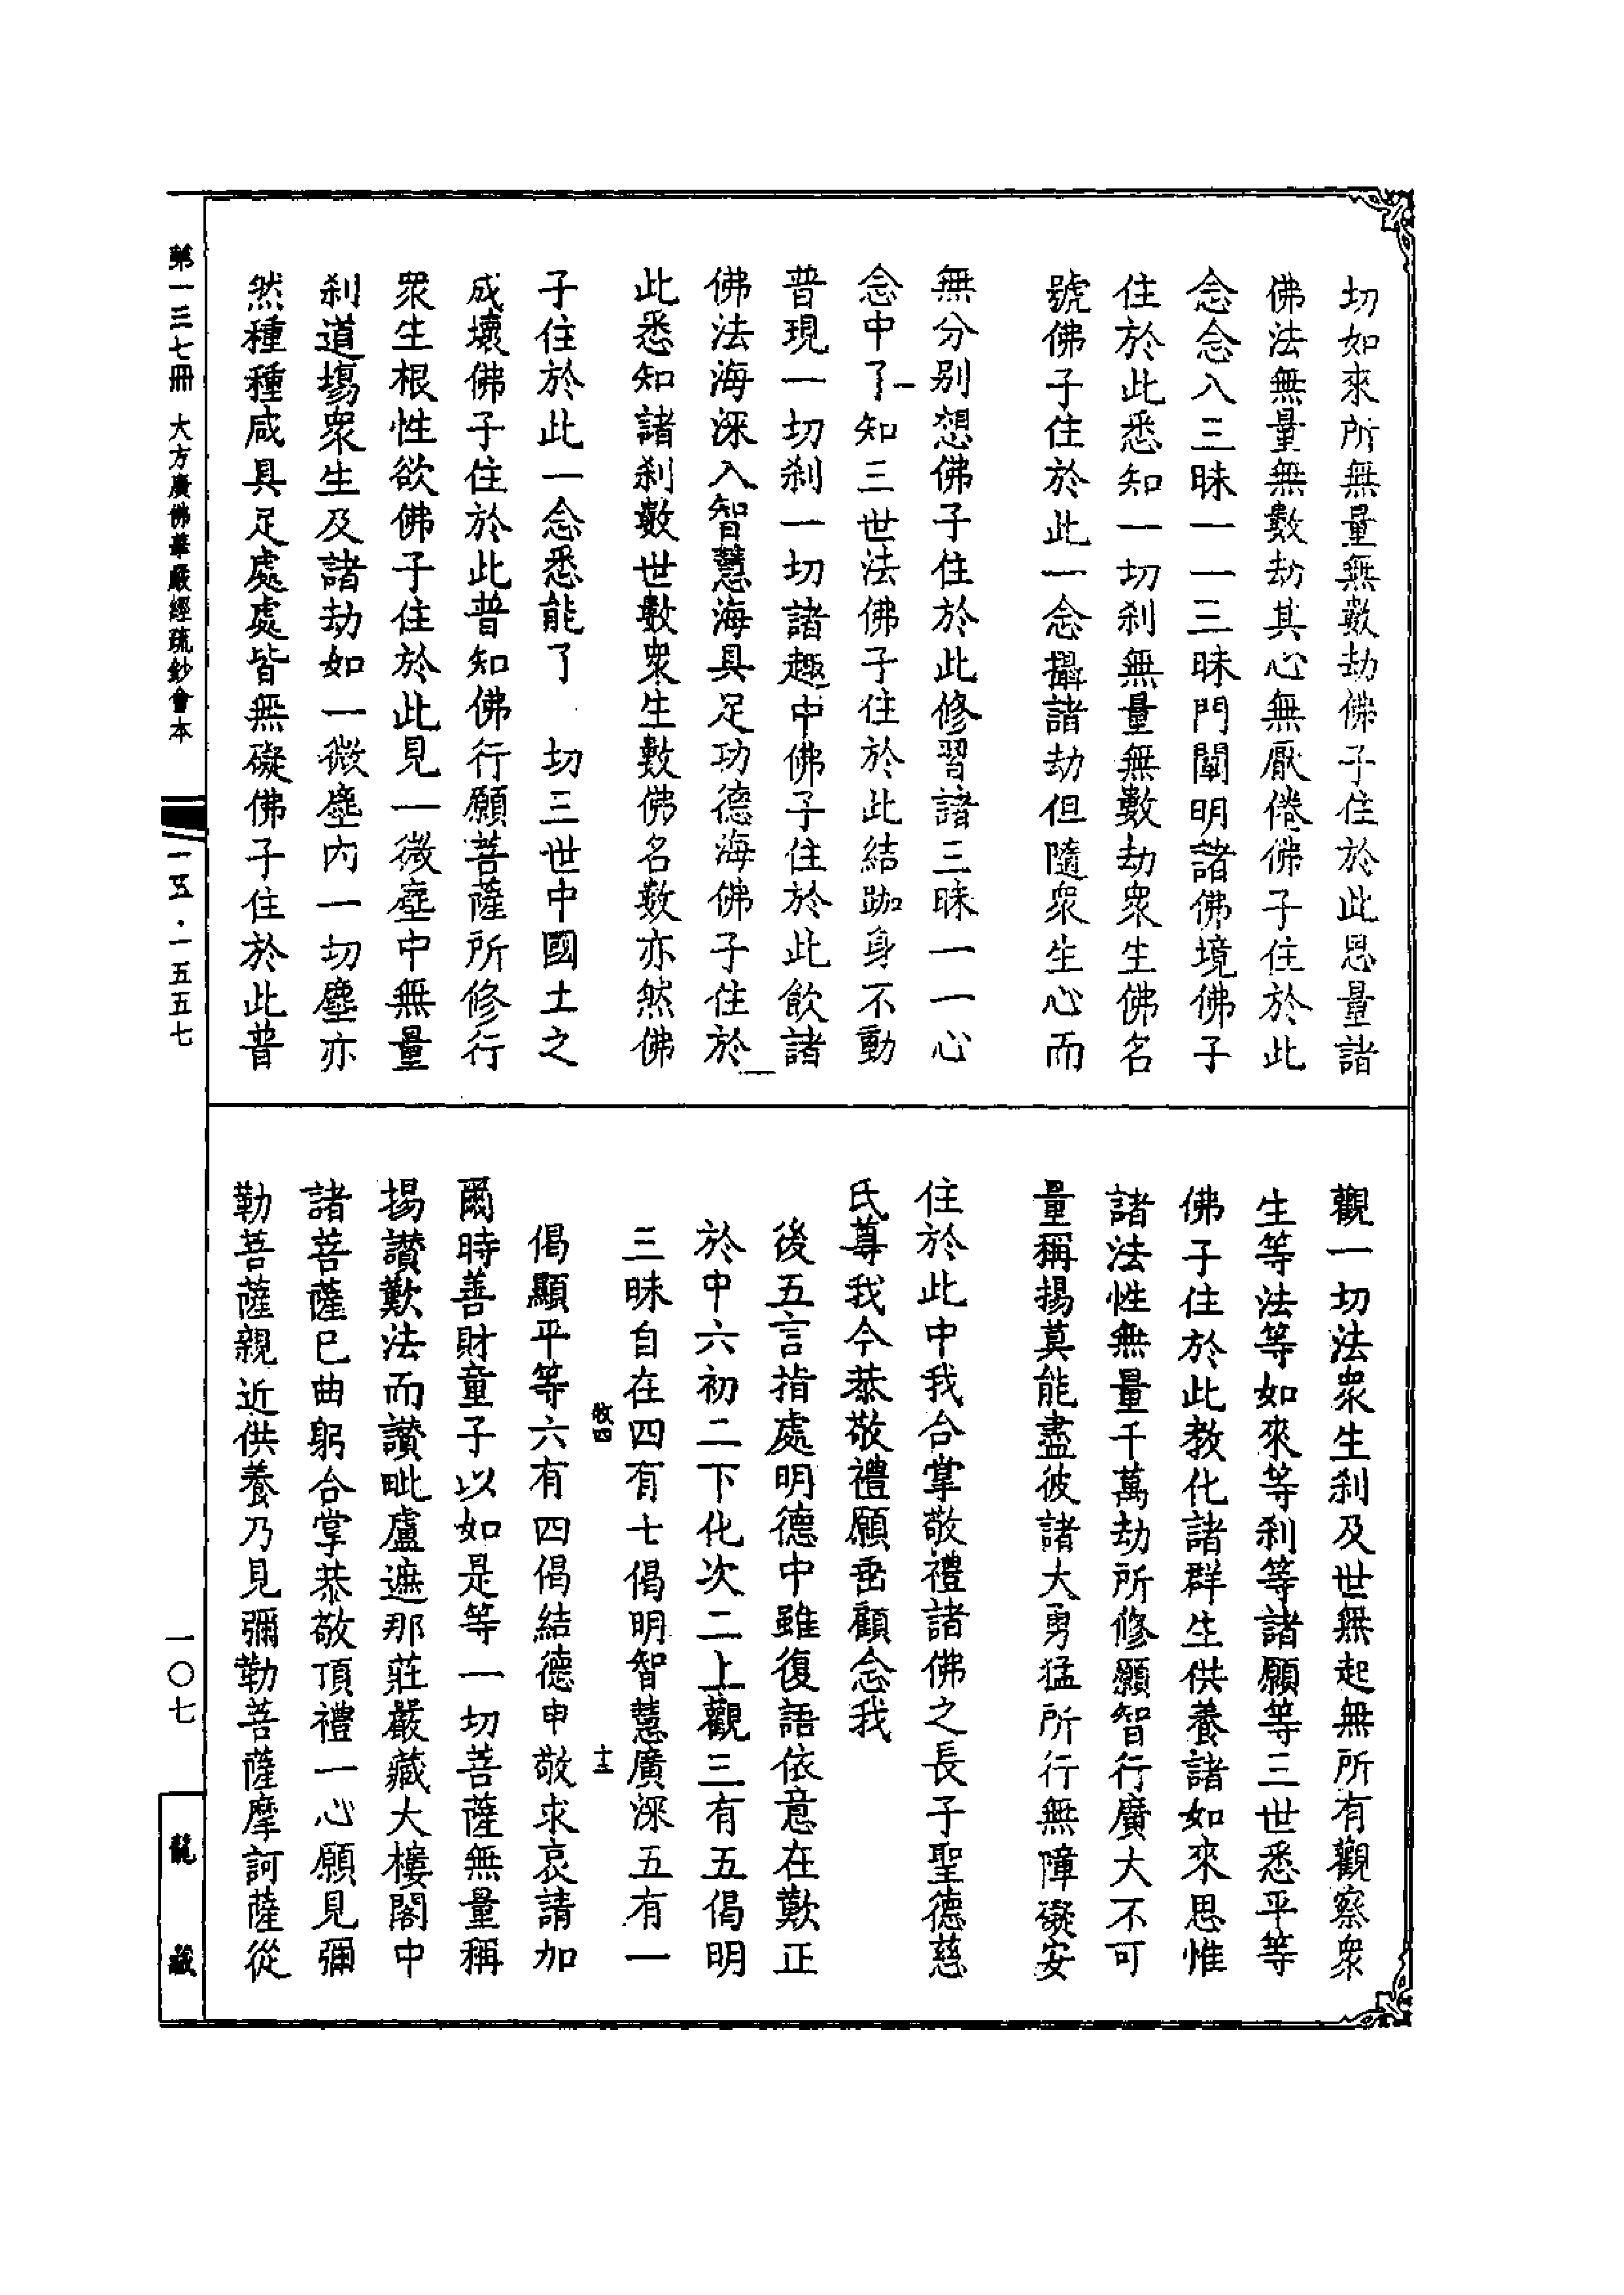 切如來所無量無數劫佛子住於此思量諸
佛法無量無數劫其心無厭倦佛子住於此
念念入三昧一一三昧門闡明諸佛境佛子
住於此悉知一切刹無量無數劫衆生佛名
號佛子住於此一念攝諸劫但隨衆生心而
無分別想佛子住於此修習諸三昧一一心
念中了知三世法佛子住於此結跏身不動
普現一切刹一切諸趣中佛子住於此飲諸
佛法海深入智慧海具足功德海佛子住於
此悉知諸刹數世數衆生數佛名數亦然佛
子住於此一念悉能了 切三世中國土之
成壞佛子住於此普知佛行願菩薩所修行
衆生根性欲佛子住於此見一微塵中無量
刹道場衆生及諸劫如一微塵內一切塵亦
然種種咸具足處處皆無礙佛子住於此普
觀一切法衆生刹及世無起無所有觀察衆
生等法等如來等刹等諸願等三世悉平等
佛子住於此教化諸群生供養諸如來思惟
諸法性無量千萬劫所修願智行廣大不可
量稱揚莫能盡彼諸大勇猛所行無障礙安
住於此中我合掌敬禮諸佛之長子聖德慈
氏尊我今恭敬禮願垂顧念我
後五言指處明德中雖復語依意在歎正
於中六初二下化次二上觀三有五偈明
三昧自在四有七偈明智慧廣深五有一
牧四 十三
偈顯平等六有四偈結德申敬求哀請加
爾時善財童子以如是等一切菩薩無量稱
揚讚歎法而讚毗盧遮那莊嚴藏大樓閣中
諸菩薩已曲躬合掌恭敬頂禮一心願見彌
勒菩薩親近供養乃見彌勒菩薩摩訶薩從
第一三七冊 大方廣佛華嚴經疏鈔會本
一五五·一五五七
一〇七
龍藏